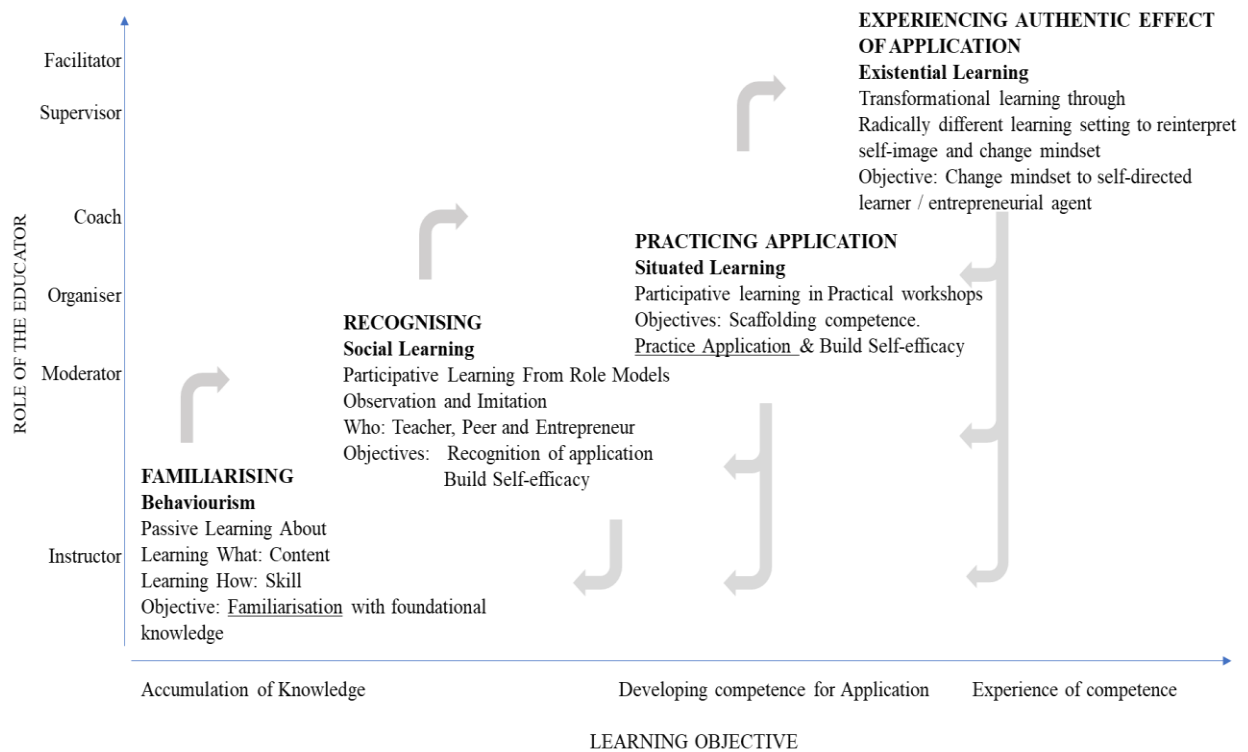 ROLE OF THE EDUCATOR
Facilitator
Supervisor
Coach
Organiser
Moderator
Instructor
EXPERIENCING AUTHENTIC EFFECT
OF APPLICATION
Existential Learning
Transformational learning through
Radically different learning setting to reinterpret
self-image and change mindset
Objective: Change mindset to self-directed
learner / entrepreneurial agent
PRACTICING APPLICATION
Situated Learning
Participative learning in Practical workshops
Objectives: Scaffolding competence.
Practice Application & Build Self-efficacy
RECOGNISING
Social Learning
Participative Learning From Role Models
Observation and Imitation
Who: Teacher, Peer and Entrepreneur
Objectives: Recognition of application
Build Self-efficacy
FAMILIARISING
Behaviourism
Passive Learning About
Learning What: Content
Learning How: Skill
Objective: Familiarisation with foundational
knowledge
Accumulation of Knowledge
Developing competence for Application
Experience of competence
LEARNING OBJECTIVE